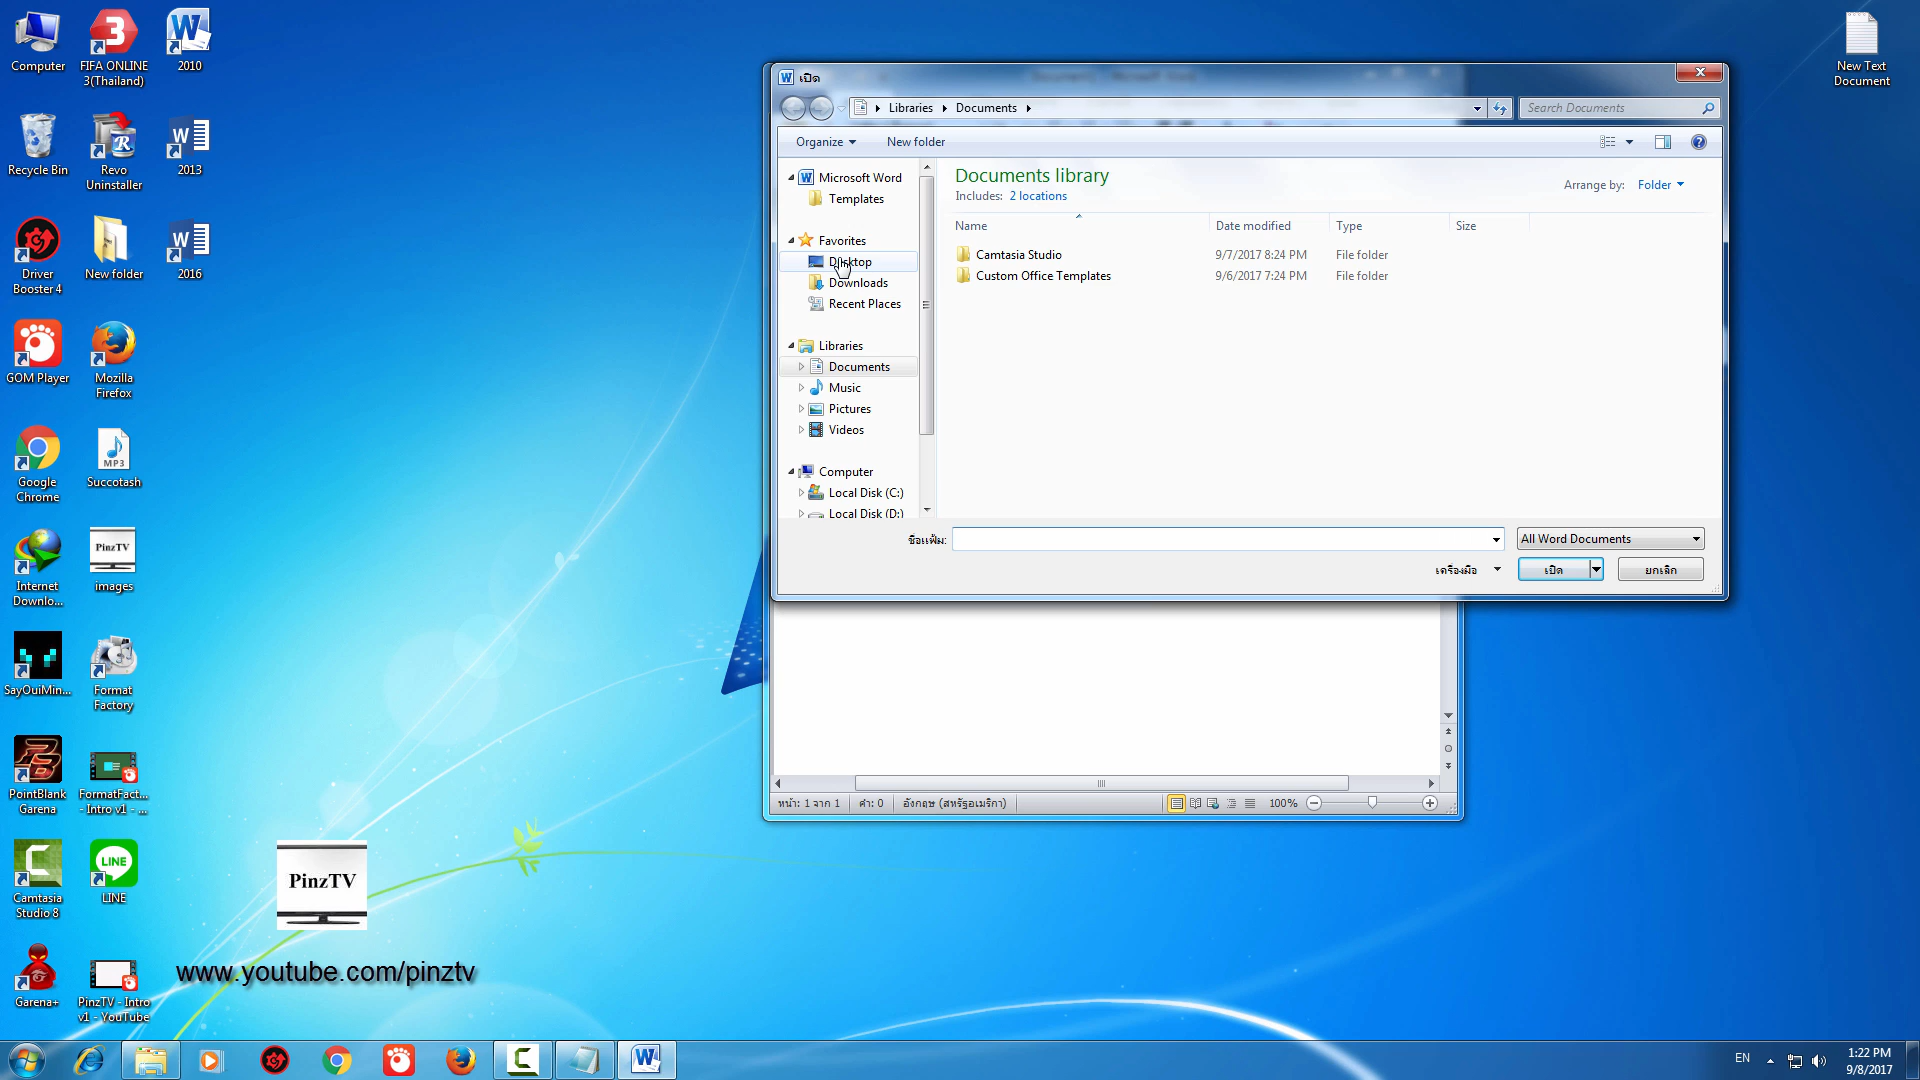 Computer
FIFA ONLINE
3(Thailand)
2010
Recycle Bin
Revo
Uninstaller
2013
Driver
Booster 4
New folder
2016
GOM Player
Mozilla
Firefox
Google
Chrome
MP3
Succotash
Internet
Downlo...
PinzTV
images
SayOuiMin...
Format
Factory
PointBlank
Garena
FormatFact...
- Intro v1 - ...
Camtasia
Studio 8
LINE
LINE
Garena+
PinzTV - Intro
v1 - YouTube
PinzTV
www.youtube.com/pinztv
New Text
Document
เปิด
Libraries
Documents
Search Documents
Organize
New folder
Microsoft Word
Templates
Favorites
Desktop
Downloads
Recent Places
Libraries
Documents
Music
Pictures
Videos
Computer
Local Disk (C:)
Local Disk (D:)
Documents library
Includes: 2 locations
Arrange by: Folder
Name Date modified Type Size
Camtasia Studio 9/7/2017 8:24 PM File folder
Custom Office Templates 9/6/2017 7:24 PM File folder
ชื่อแฟ้ม:
All Word Documents
เครื่องมือ
เปิด
ยกเลิก
หน้า: 1 จาก 1 คำ: 0 อังกฤษ (สหรัฐอเมริกา) 100%
EN
1:22 PM
9/8/2017